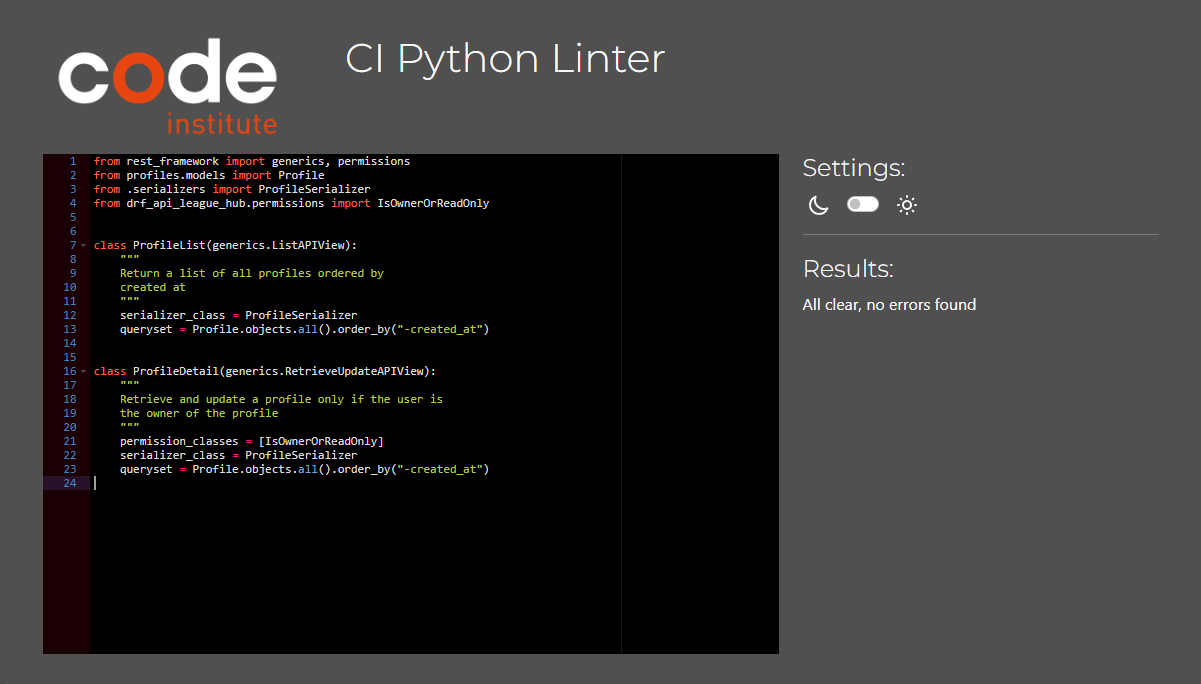 code
institute
CI Python Linter
1 from rest_framework import generics, permissions
2 from profiles.models import Profile
3 from .serializers import ProfileSerializer
4 from drf_api_league_hub.permissions import IsOwnerOrReadOnly
5
6
7 class ProfileList(generics.ListAPIView):
8     """
9     Return a list of all profiles ordered by
10     created at
11     """
12     serializer_class = ProfileSerializer
13     queryset = Profile.objects.all().order_by("-created_at")
14
15
16 class ProfileDetail(generics.RetrieveUpdateAPIView):
17     """
18     Retrieve and update a profile only if the user is
19     the owner of the profile
20     """
21     permission_classes = [IsOwnerOrReadOnly]
22     serializer_class = ProfileSerializer
23     queryset = Profile.objects.all().order_by("-created_at")
24
Settings:
Results:
All clear, no errors found